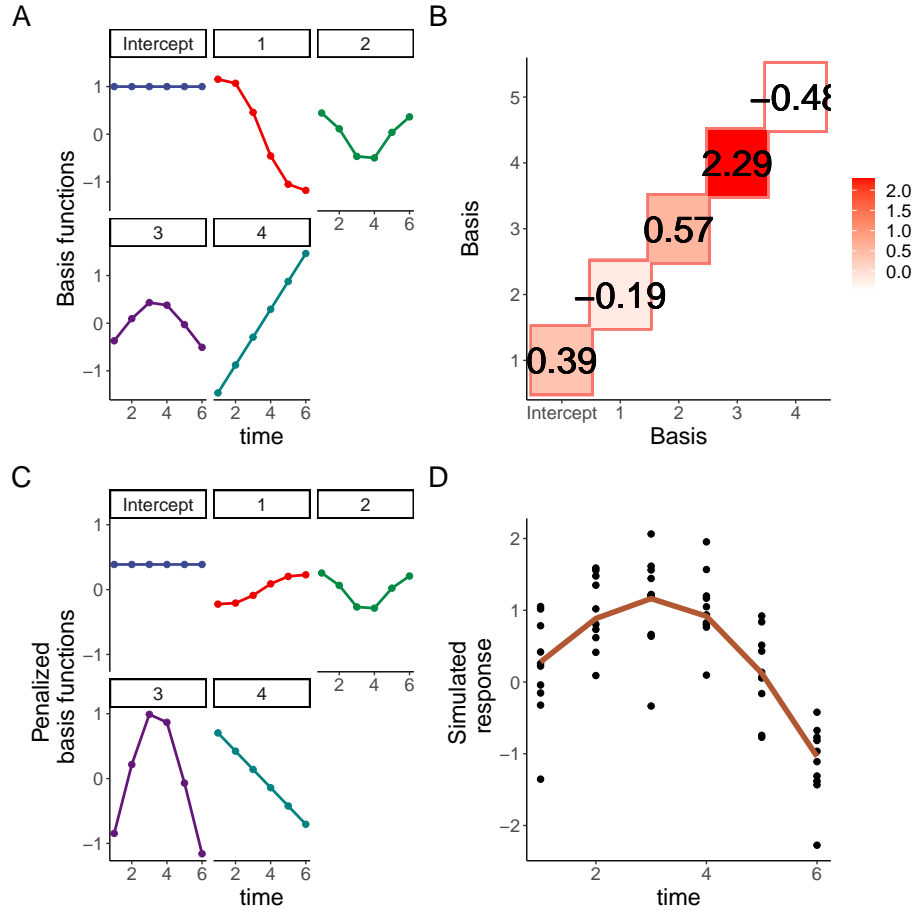 A
Intercept 1 2
1
0
−1
2 4 6
3 4
1
0
−1
2 4 6 2 4 6
time
Basis functions
B
5
4
3
2
1
−0.48
2.29
0.57
−0.19
0.39
Intercept 1 2 3 4
Basis
Basis
2.0
1.5
1.0
0.5
0.0
C
Intercept 1 2
1
0
−1
2 4 6
3 4
1
0
−1
2 4 6 2 4 6
time
Penalized
basis functions
D
2
1
0
−1
−2
2 4 6
time
Simulated
response